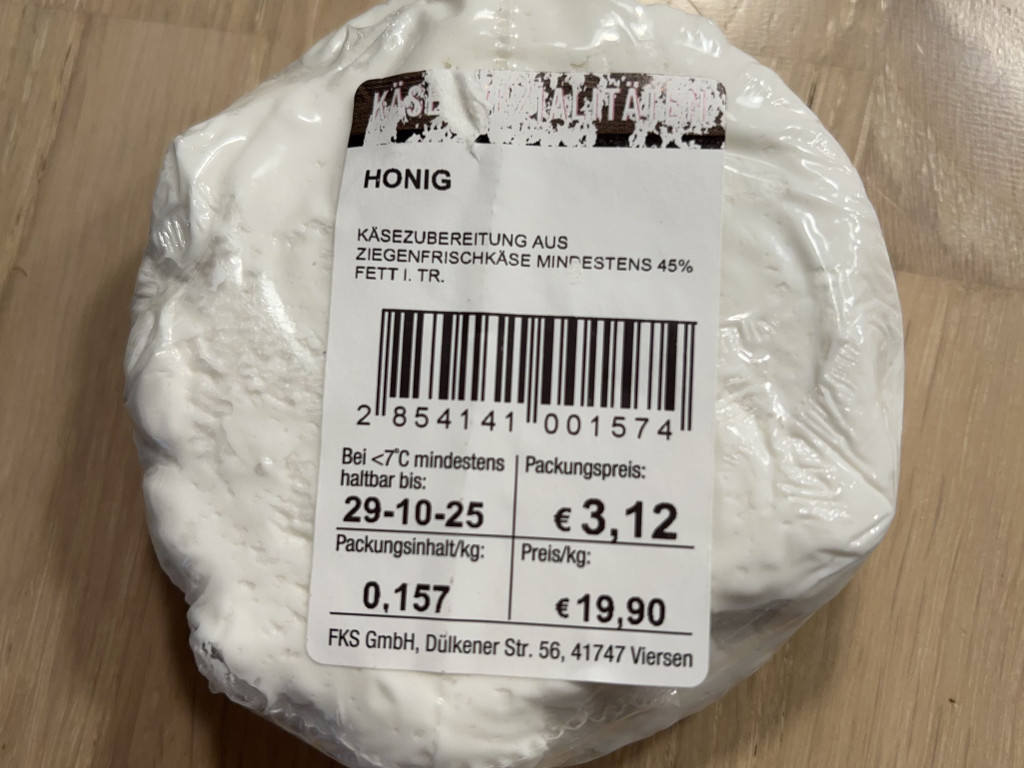 KÄSESPEZIALITÄTEN
HONIG
KÄSEZUBEREITUNG AUS
ZIEGENFRISCHKÄSE MINDESTENS 45%
FETT I. TR.
2 854141 001574
Bei <7°C mindestens
haltbar bis:
29-10-25
Packungspreis:
€ 3,12
Packungsinhalt/kg:
0,157
Preis/kg:
€ 19,90
FKS GmbH, Dülkener Str. 56, 41747 Viersen